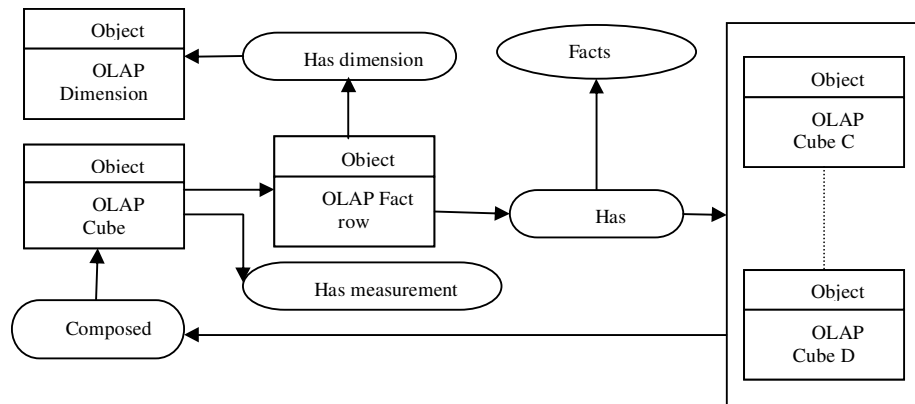 Object
OLAP
Dimension
Has dimension
Facts
Object
OLAP
Cube C
Object
OLAP
Cube
Object
OLAP Fact
row
Has
Has measurement
Composed
Object
OLAP
Cube D